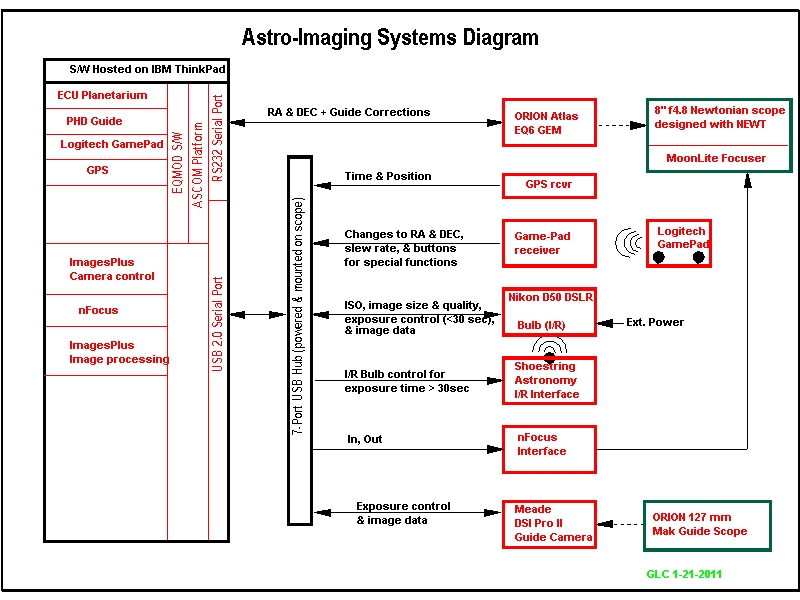 Astro-Imaging Systems Diagram
S/W Hosted on IBM ThinkPad
ECU Planetarium
PHD Guide
Logitech GamePad
GPS
ImagesPlus
Camera control
nFocus
ImagesPlus
Image processing
EQMOD S/W
ASCOM Platform
RS232 Serial Port
USB 2.0 Serial Port
7-Port USB Hub (powered & mounted on scope)
RA & DEC + Guide Corrections
Time & Position
Changes to RA & DEC,
slew rate, & buttons
for special functions
ISO, image size & quality,
exposure control (<30 sec),
& image data
I/R Bulb control for
exposure time > 30sec
In, Out
Exposure control
& image data
ORION Atlas
EQ6 GEM
GPS rcvr
Game-Pad
receiver
Nikon D50 DSLR
Bulb (I/R)
Shoestring
Astronomy
I/R Interface
nFocus
Interface
Meade
DSI Pro II
Guide Camera
8" f4.8 Newtonian scope
designed with NEWT
MoonLite Focuser
Logitech
GamePad
Ext. Power
ORION 127 mm
Mak Guide Scope
GLC 1-21-2011